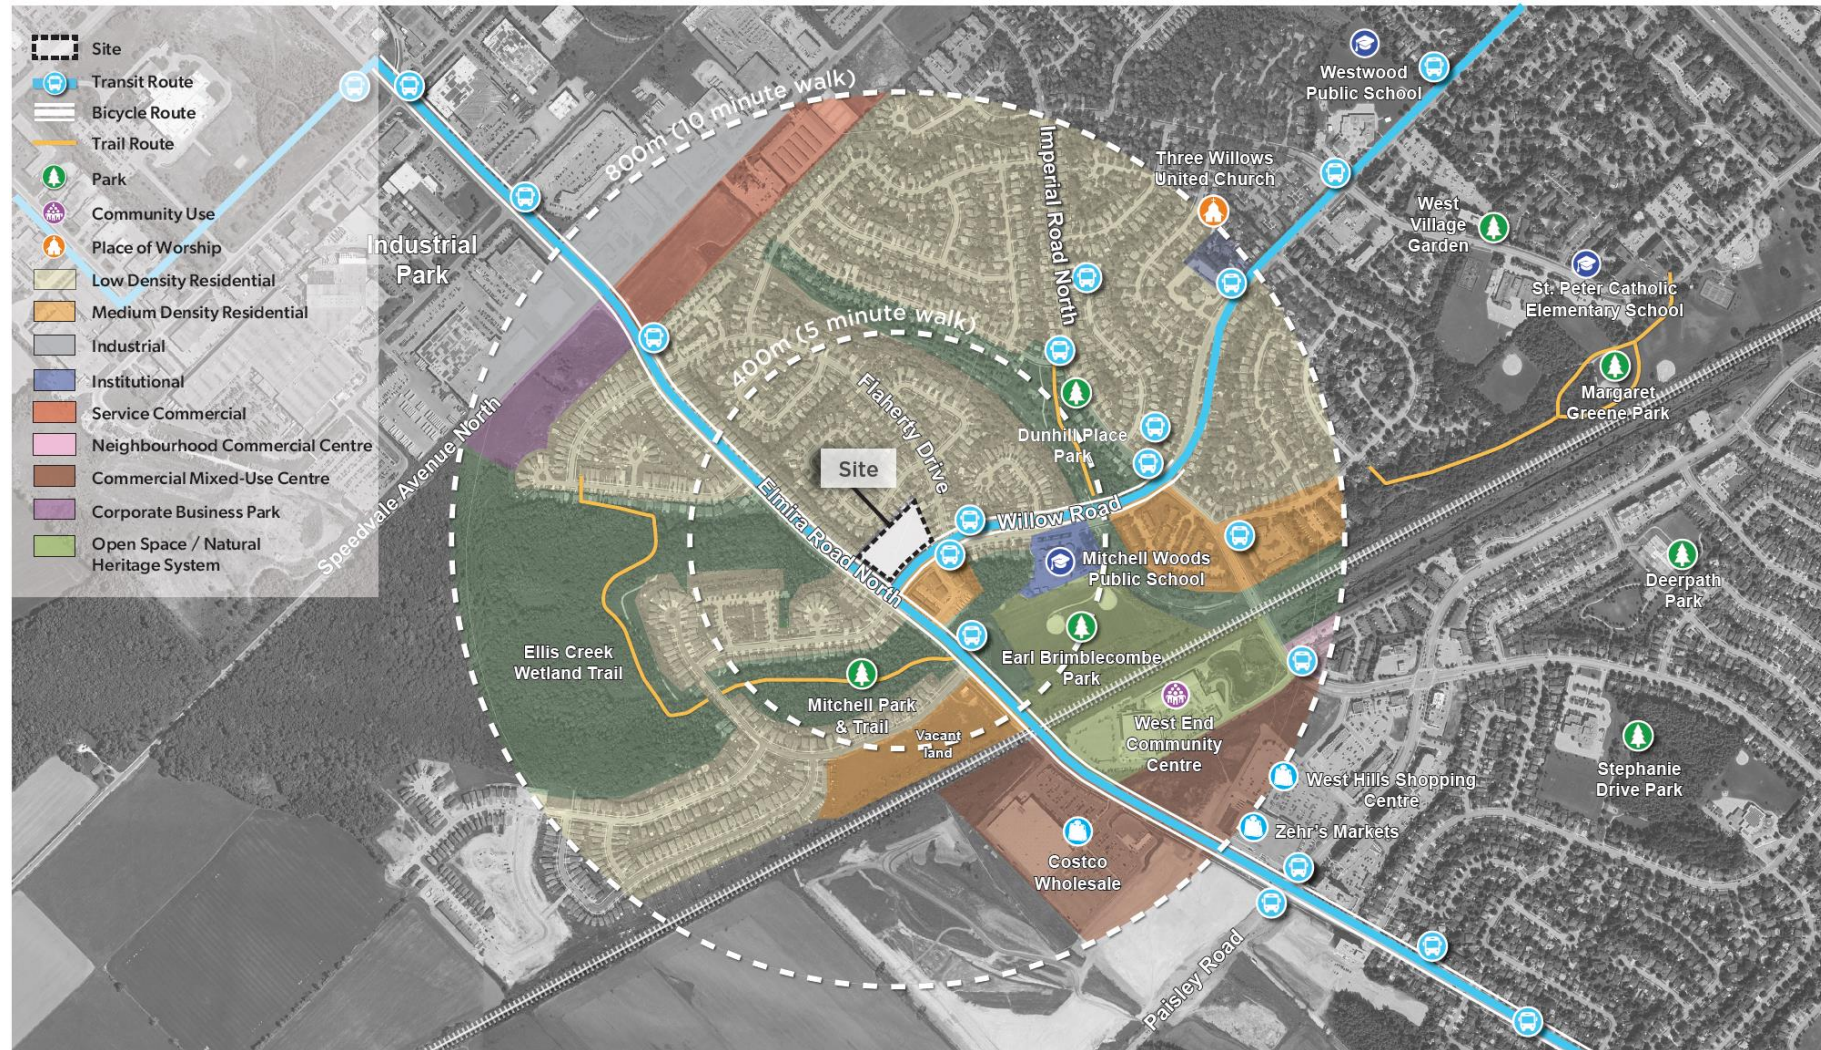 Site
Transit Route
Bicycle Route
Trail Route
Park
Community Use
Place of Worship
Low Density Residential
Medium Density Residential
Industrial
Institutional
Service Commercial
Neighbourhood Commercial Centre
Commercial Mixed-Use Centre
Corporate Business Park
Open Space / Natural
Heritage System
Industrial
Park
800m (10 minute walk)
400m (5 minute walk)
Imperial Road North
Three Willows
United Church
Westwood
Public School
West
Village
Garden
St. Peter Catholic
Elementary School
Margaret
Greene Park
Speedvale Avenue North
Flaherty Drive
Dunhill Place
Park
Site
Elmira Road North
Willow Road
Mitchell Woods
Public School
Deerpath
Park
Ellis Creek
Wetland Trail
Earl Brimblecombe
Park
Mitchell Park
& Trail
Vacant
land
West End
Community
Centre
Stephanie
Drive Park
West Hills Shopping
Centre
Zehr's Markets
Costco
Wholesale
Paisley Road